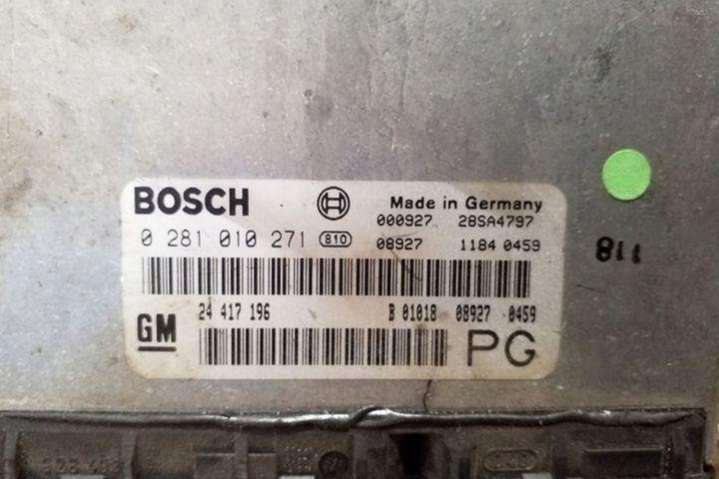 BOSCH Made in Germany
000927 28SA4797
0 281 010 271 810 08927 1184 0459
811
24 417 196 B 01018 08927 0459
GM PG